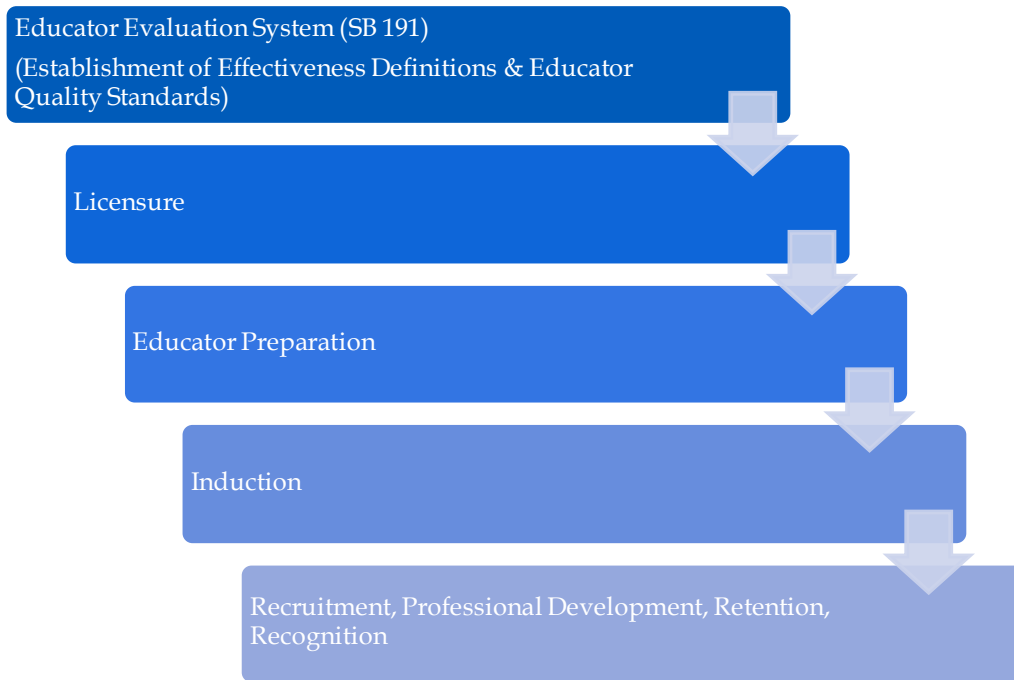 Educator Evaluation System (SB 191)
(Establishment of Effectiveness Definitions & Educator
Quality Standards)
Licensure
Educator Preparation
Induction
Recruitment, Professional Development, Retention,
Recognition